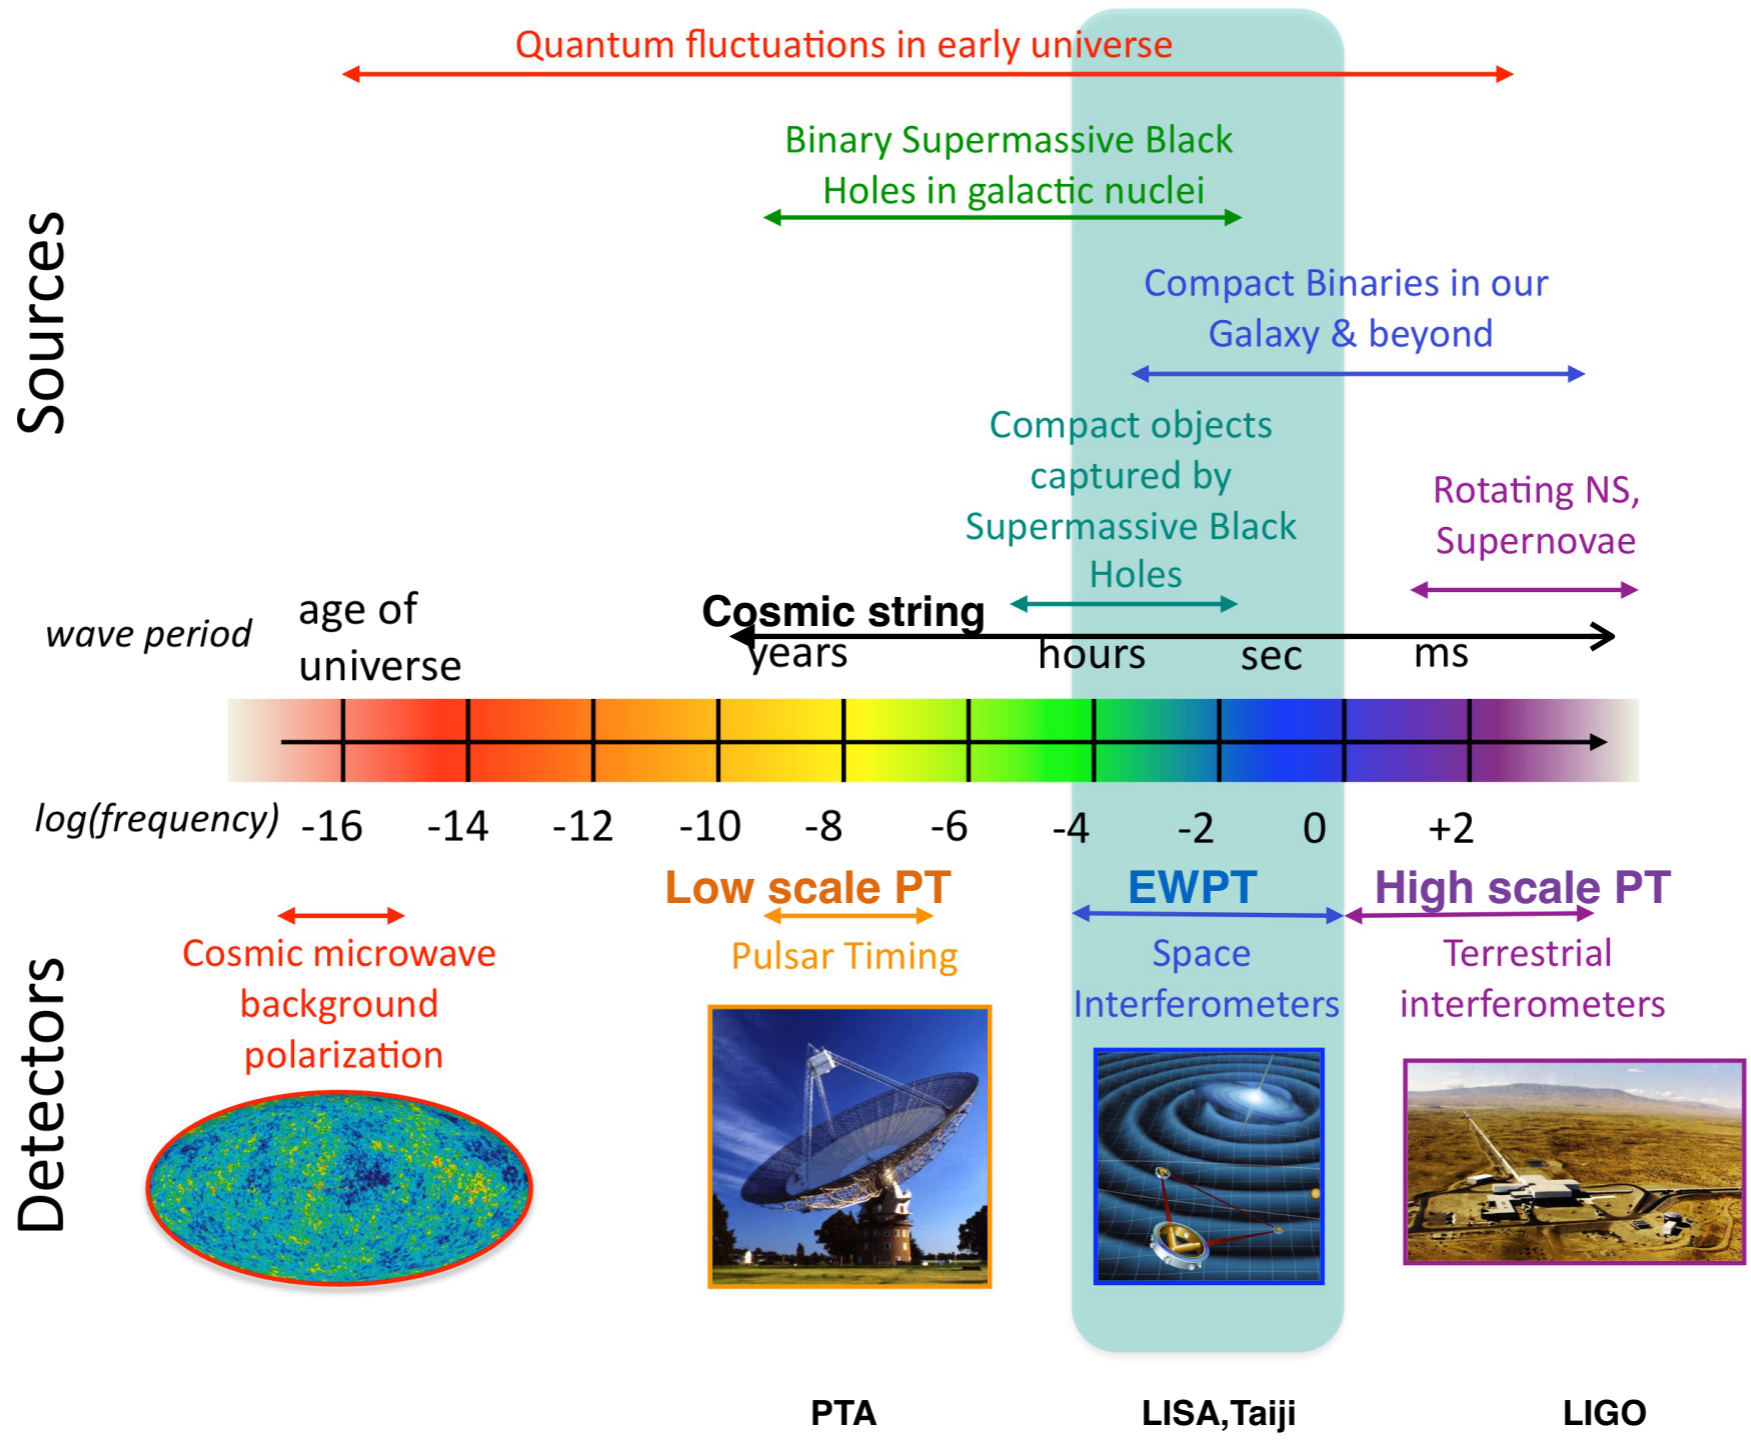 Quantum fluctuations in early universe
Binary Supermassive Black
Holes in galactic nuclei
Compact Binaries in our
Galaxy & beyond
Compact objects
captured by
Supermassive Black
Holes
Rotating NS,
Supernovae
Sources
Cosmic string
wave period
age of
universe
years
hours
sec
ms
log(frequency)
-16
-14
-12
-10
-8
-6
-4
-2
0
+2
Low scale PT
EWPT
High scale PT
Detectors
Cosmic microwave
background
polarization
Pulsar Timing
Space
Interferometers
Terrestrial
interferometers
PTA
LISA,Taiji
LIGO